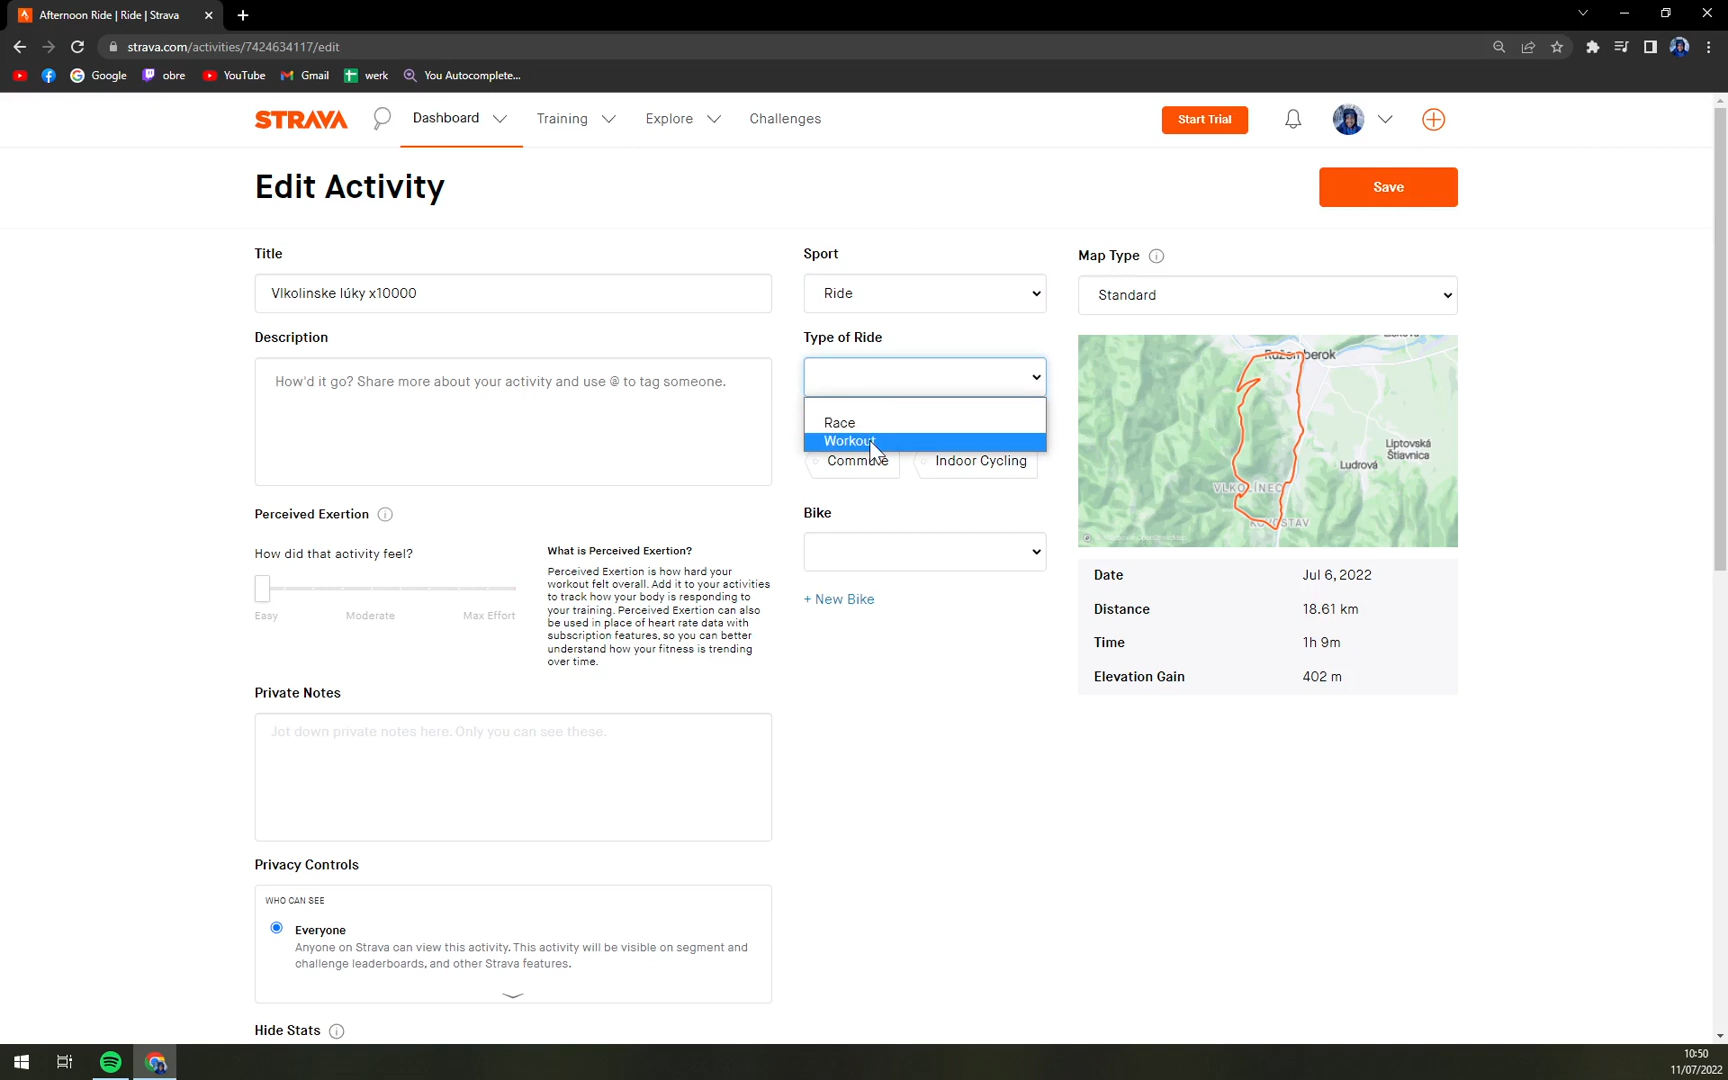 Afternoon Ride | Ride | Strava
strava.com/activities/7424634117/edit
Google
obre
YouTube
Gmail
werk
You Autocomplete...
STRAVA
Dashboard
Training
Explore
Challenges
Start Trial
Edit Activity
Save
Title
Sport
Map Type
Vlkolinske lúky x10000
Ride
Standard
Description
Type of Ride
How'd it go? Share more about your activity and use @ to tag someone.
Race
Workout
Commute
Indoor Cycling
Ružomberok
Liptovská
Štiavnica
Ludrová
VLKOLÍNEC
Perceived Exertion
How did that activity feel?
Easy
Moderate
Max Effort
What is Perceived Exertion?
Perceived Exertion is how hard your
workout felt overall. Add it to your activities
to track how your body is responding to
your training. Perceived Exertion can also
be used in place of heart rate data with
subscription features, so you can better
understand how your fitness is trending
over time.
Bike
+ New Bike
Date
Jul 6, 2022
Distance
18.61 km
Time
1h 9m
Elevation Gain
402 m
Private Notes
Jot down private notes here. Only you can see these.
Privacy Controls
WHO CAN SEE
Everyone
Anyone on Strava can view this activity. This activity will be visible on segment and
challenge leaderboards, and other Strava features.
Hide Stats
10:50
11/07/2022